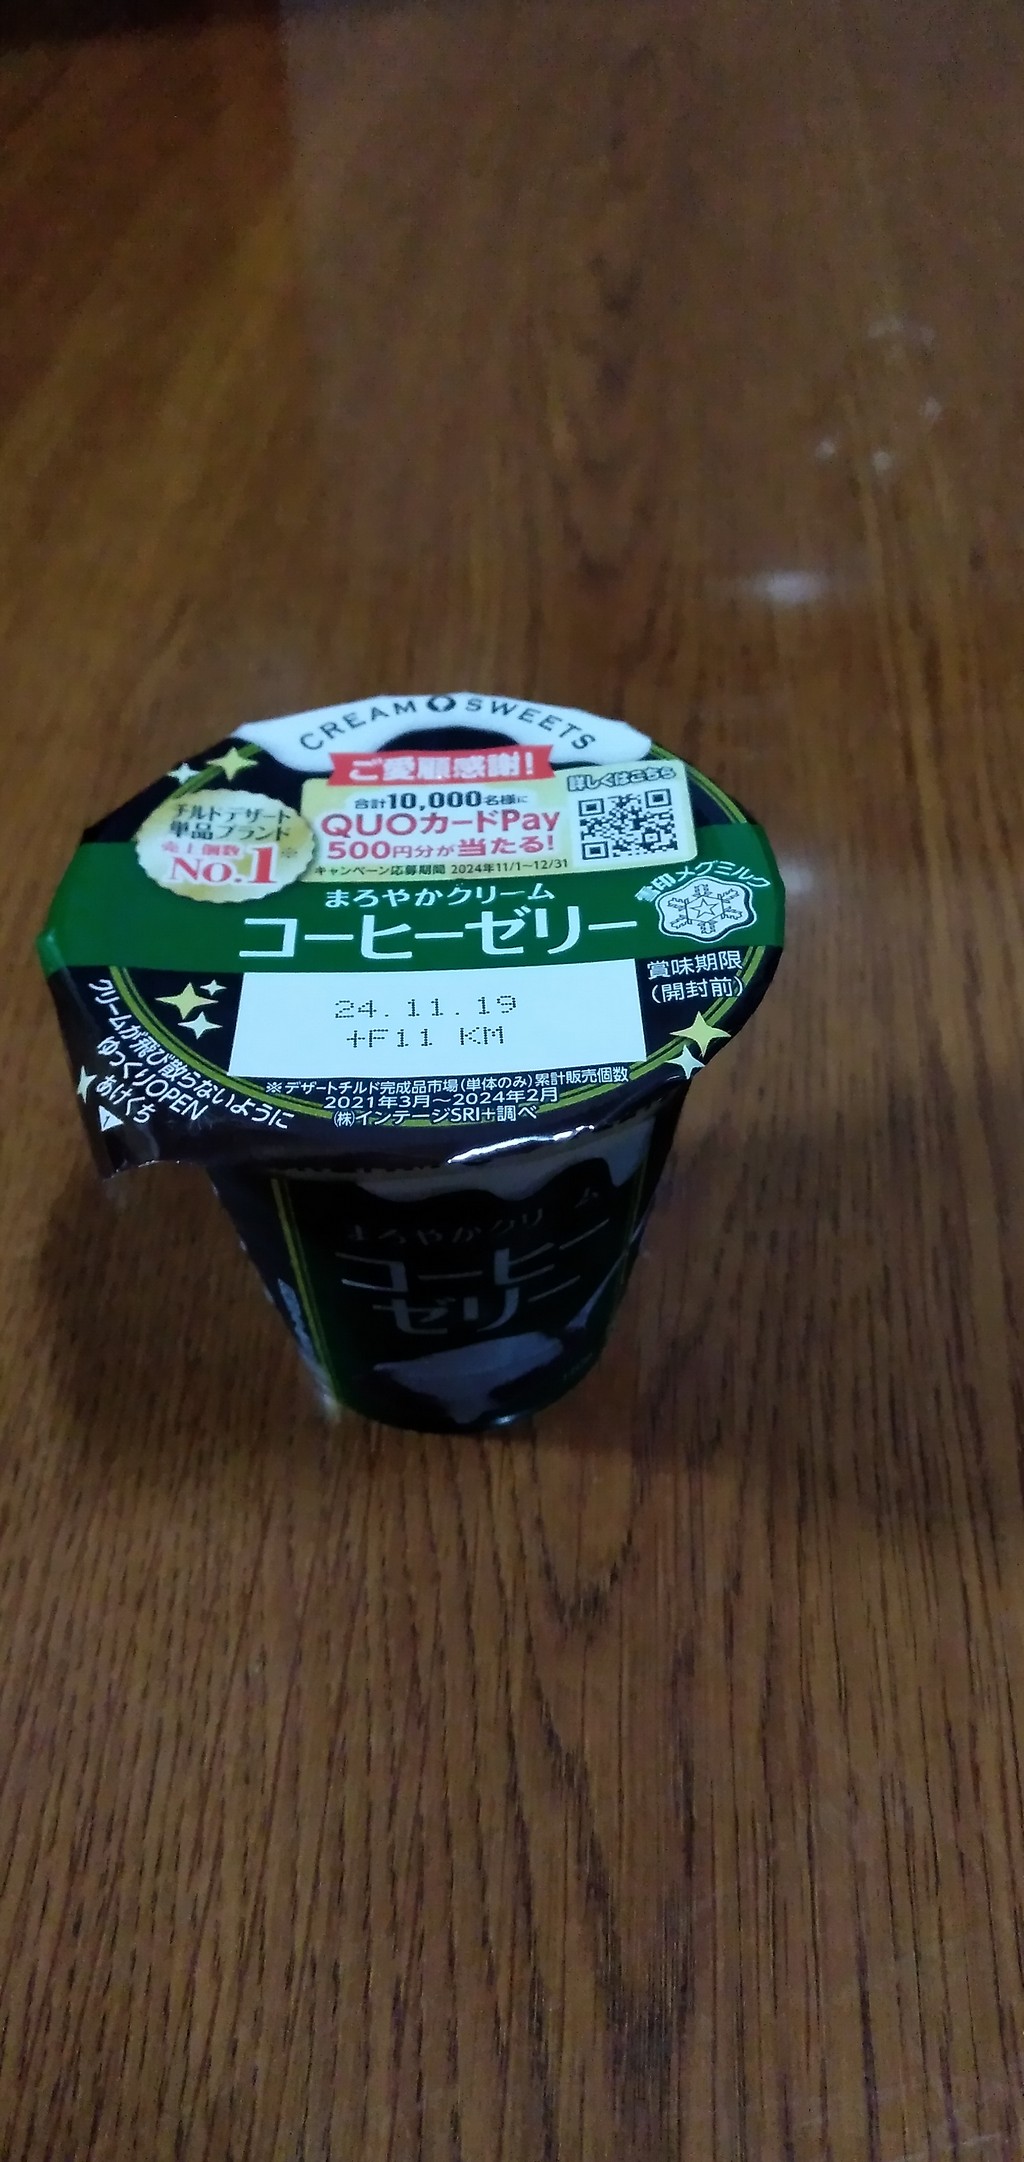 CREAM SWEETS
ご愛顧感謝!
詳しくはこちら
合計10,000名様に
QUOカードPay
500円分が当たる!
キャンペーン応募期間 2024年11/1~12/31
チルドデザート
単品ブランド
売上個数
No.1※
まろやかクリーム
コーヒーゼリー
雪印メグミルク
賞味期限
(開封前)
24.11.19
+F11 KM
クリームが飛び散らないように
ゆっくりOPEN
あけくち
※デザートチルド完成品市場(単体のみ)累計販売個数
2021年3月～2024年2月
(株)インテージSRI+調べ
まろやかクリーム
コーヒー
ゼリー